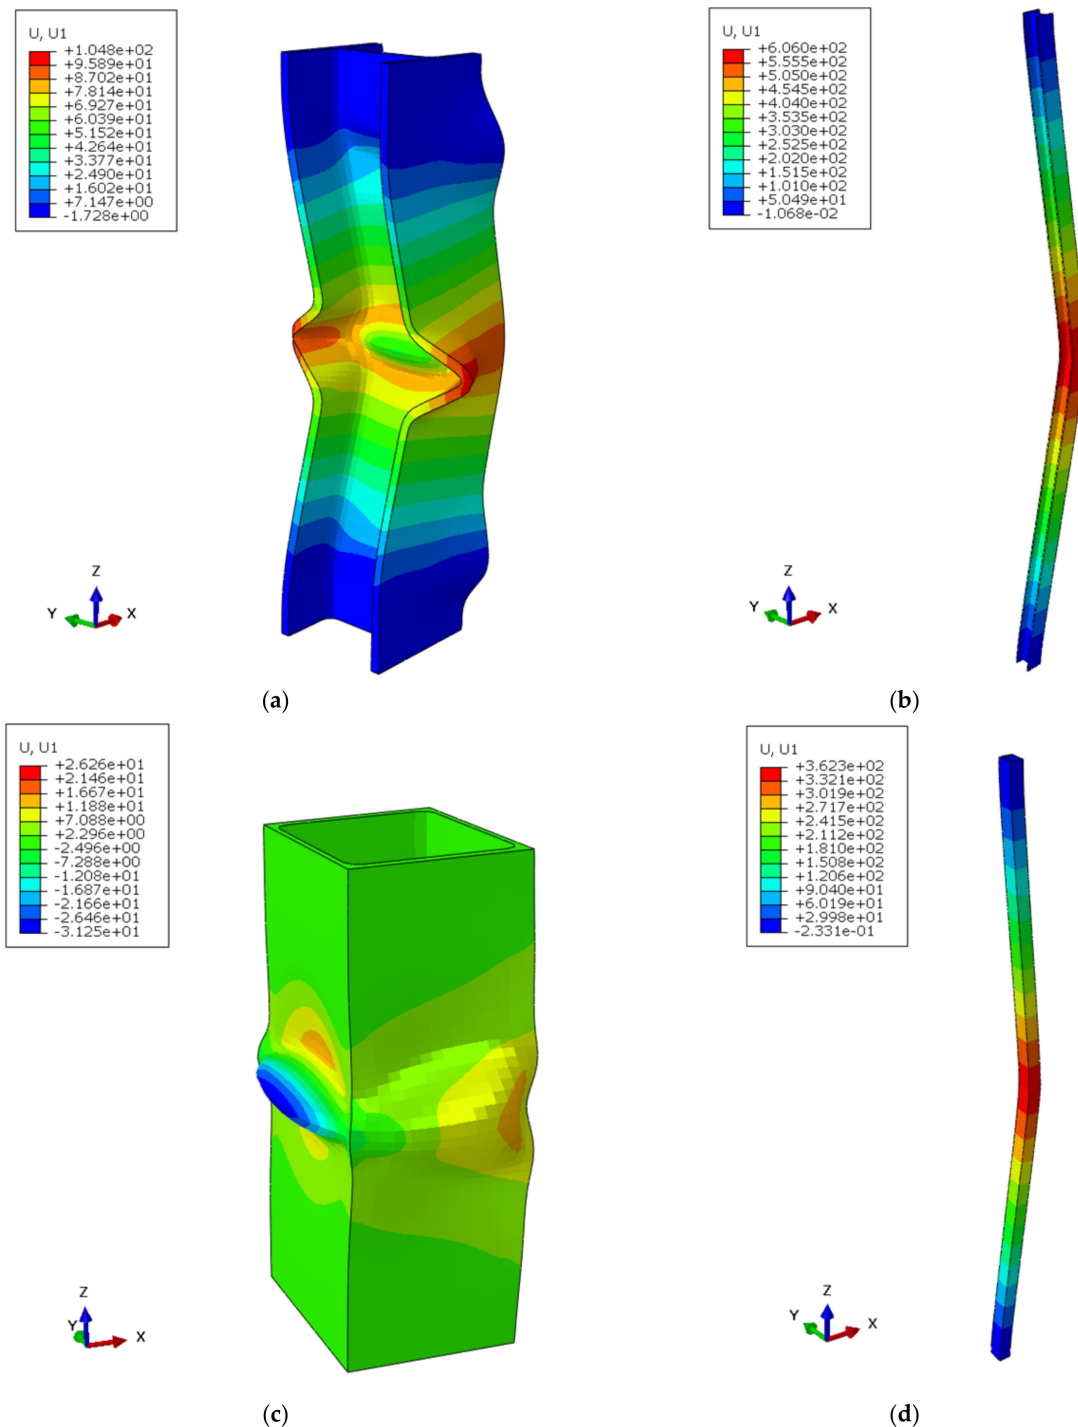 U, U1
+1.048e+02
+9.589e+01
+8.702e+01
+7.814e+01
+6.927e+01
+6.039e+01
+5.152e+01
+4.264e+01
+3.377e+01
+2.490e+01
+1.602e+01
+7.147e+00
-1.728e+00
Z
Y
X
(a)
U, U1
+6.060e+02
+5.555e+02
+5.050e+02
+4.545e+02
+4.040e+02
+3.535e+02
+3.030e+02
+2.525e+02
+2.020e+02
+1.515e+02
+1.010e+02
+5.049e+01
-1.068e-02
Z
Y
X
(b)
U, U1
+2.626e+01
+2.146e+01
+1.667e+01
+1.188e+01
+7.088e+00
+2.296e+00
-2.496e+00
-7.288e+00
-1.208e+01
-1.687e+01
-2.166e+01
-2.646e+01
-3.125e+01
Z
Y
X
(c)
U, U1
+3.623e+02
+3.321e+02
+3.019e+02
+2.717e+02
+2.415e+02
+2.112e+02
+1.810e+02
+1.508e+02
+1.206e+02
+9.040e+01
+6.019e+01
+2.998e+01
-2.331e-01
Z
Y
X
(d)